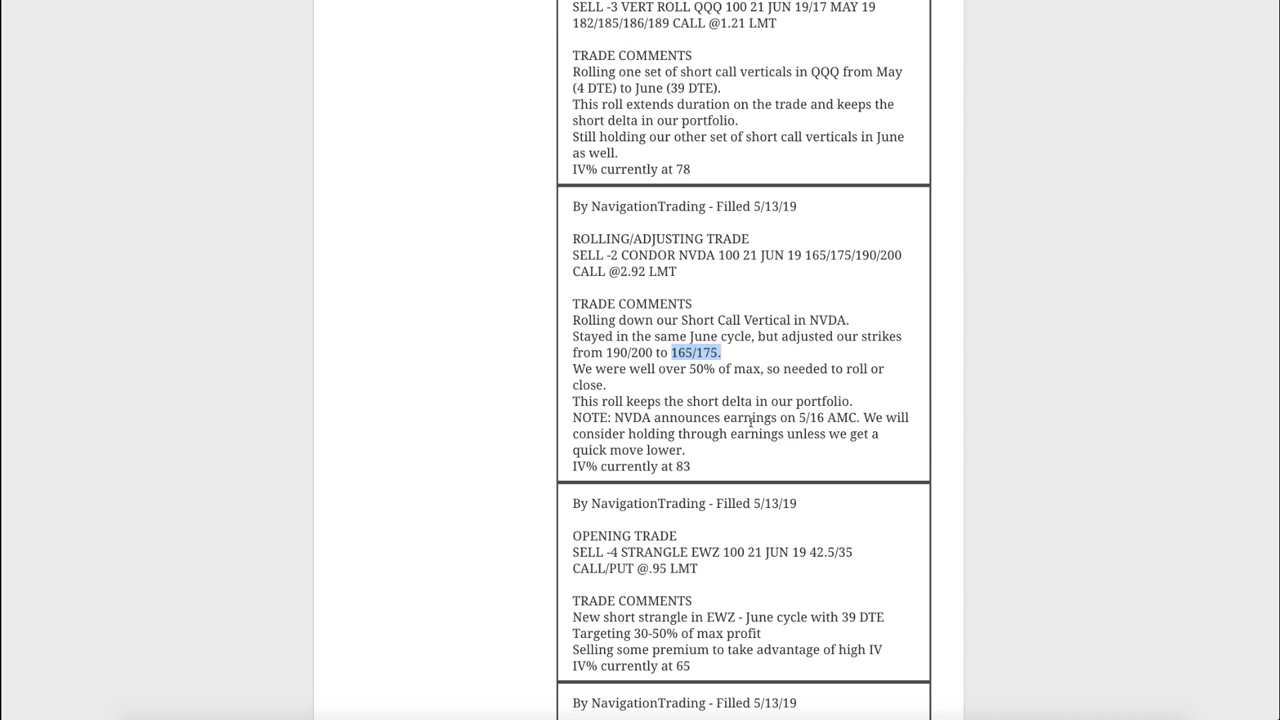 SELL -3 VERT ROLL QQQ 100 21 JUN 19/17 MAY 19
182/185/186/189 CALL @1.21 LMT
TRADE COMMENTS
Rolling one set of short call verticals in QQQ from May
(4 DTE) to June (39 DTE).
This roll extends duration on the trade and keeps the
short delta in our portfolio.
Still holding our other set of short call verticals in June
as well.
IV% currently at 78
By NavigationTrading - Filled 5/13/19
ROLLING/ADJUSTING TRADE
SELL -2 CONDOR NVDA 100 21 JUN 19 165/175/190/200
CALL @2.92 LMT
TRADE COMMENTS
Rolling down our Short Call Vertical in NVDA.
Stayed in the same June cycle, but adjusted our strikes
from 190/200 to 165/175.
We were well over 50% of max, so needed to roll or
close.
This roll keeps the short delta in our portfolio.
NOTE: NVDA announces earnings on 5/16 AMC. We will
consider holding through earnings unless we get a
quick move lower.
IV% currently at 83
By NavigationTrading - Filled 5/13/19
OPENING TRADE
SELL -4 STRANGLE EWZ 100 21 JUN 19 42.5/35
CALL/PUT @.95 LMT
TRADE COMMENTS
New short strangle in EWZ - June cycle with 39 DTE
Targeting 30-50% of max profit
Selling some premium to take advantage of high IV
IV% currently at 65
By NavigationTrading - Filled 5/13/19